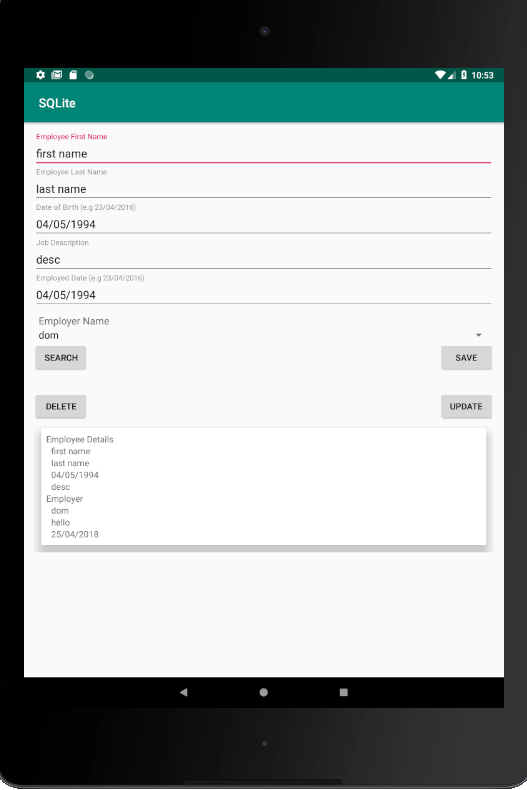 10:53
SQLite
Employee First Name
first name
Employee Last Name
last name
Date of Birth (e.g 23/04/2016)
04/05/1994
Job Description
desc
Employed Date (e.g 23/04/2016)
04/05/1994
Employer Name
dom
SEARCH SAVE
DELETE UPDATE
Employee Details
first name
last name
04/05/1994
desc
Employer
dom
hello
25/04/2018